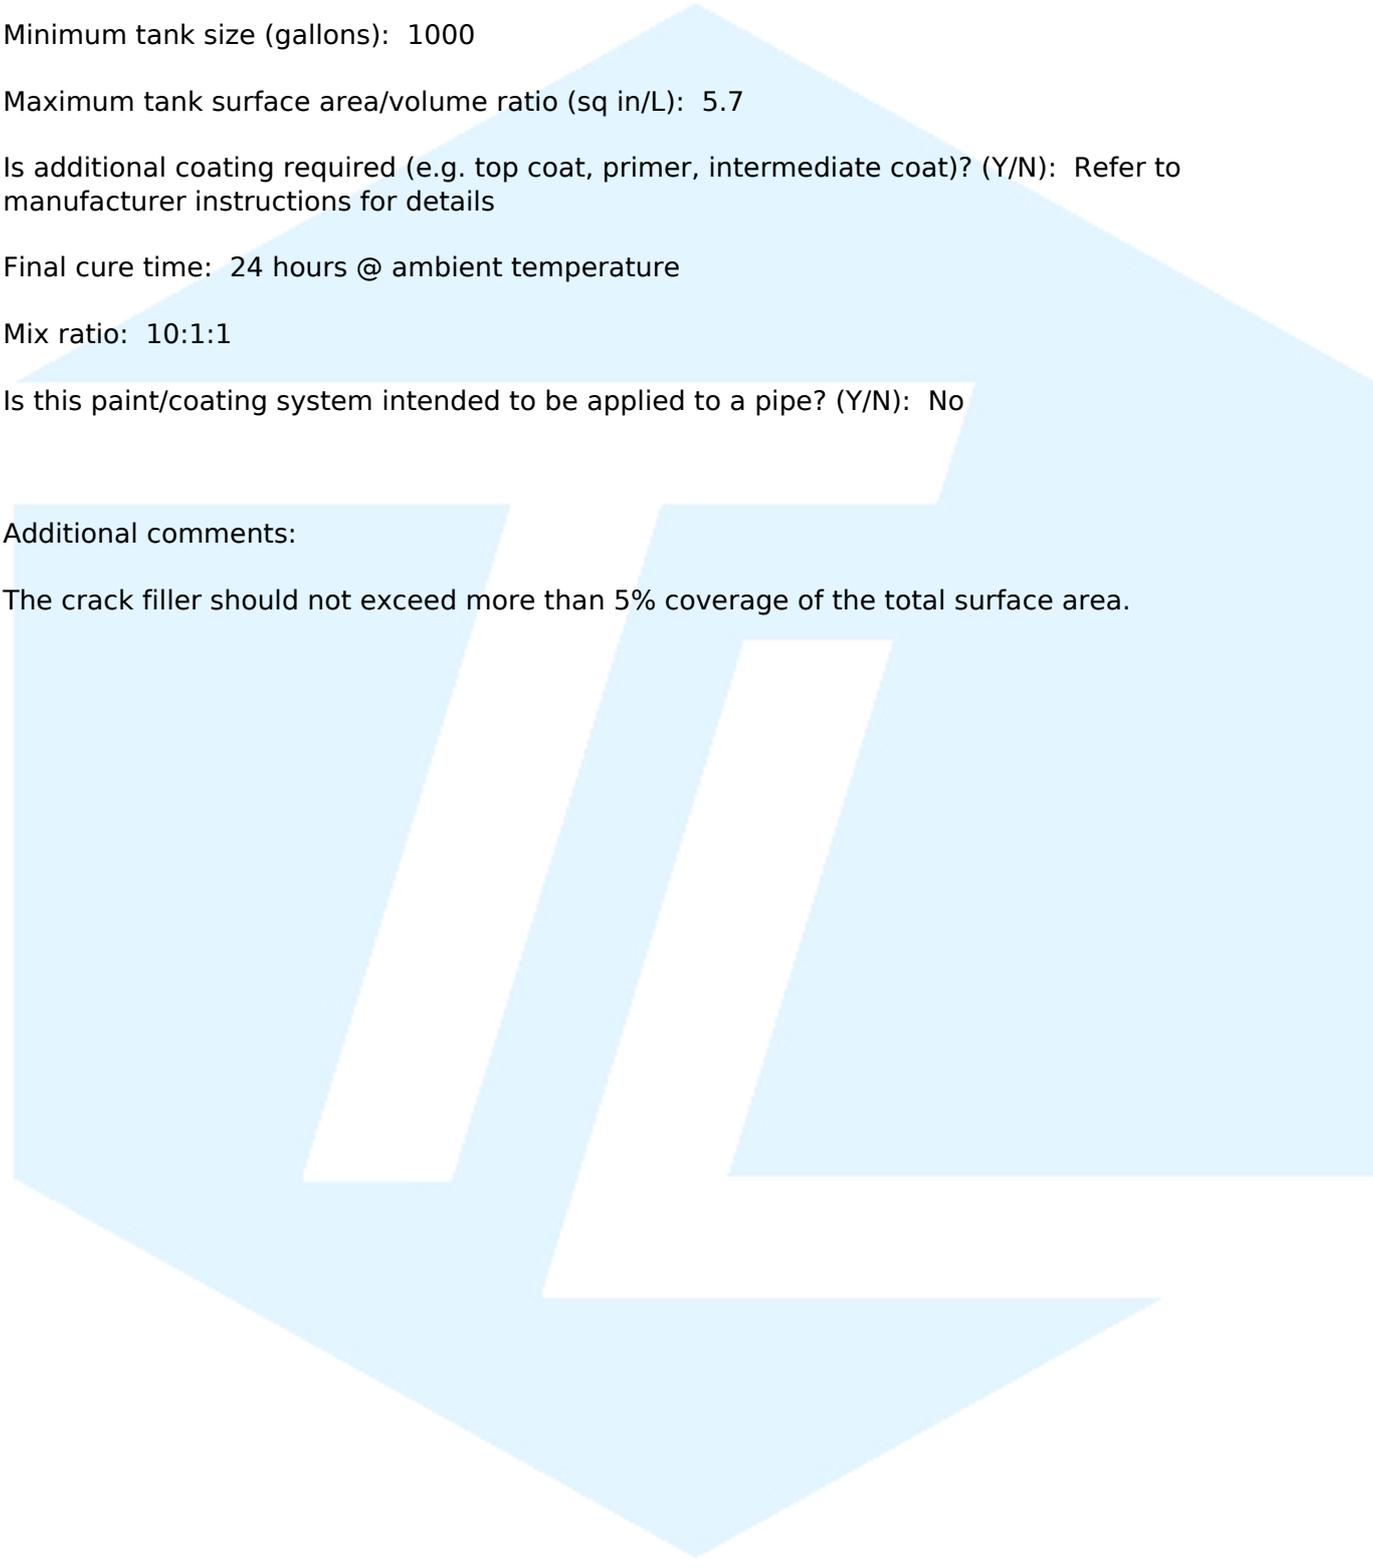 Minimum tank size (gallons):  1000
Maximum tank surface area/volume ratio (sq in/L):  5.7
Is additional coating required (e.g. top coat, primer, intermediate coat)? (Y/N):  Refer to
manufacturer instructions for details
Final cure time:  24 hours @ ambient temperature
Mix ratio:  10:1:1
Is this paint/coating system intended to be applied to a pipe? (Y/N):  No
Additional comments:
The crack filler should not exceed more than 5% coverage of the total surface area.
TL